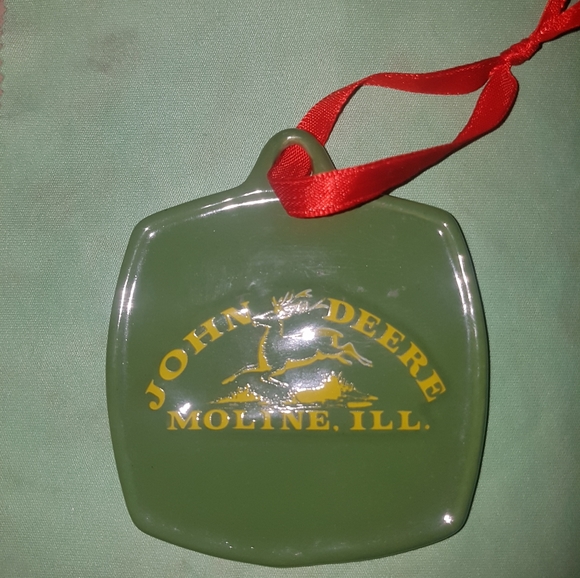 JOHN DEERE
MOLINE, ILL.